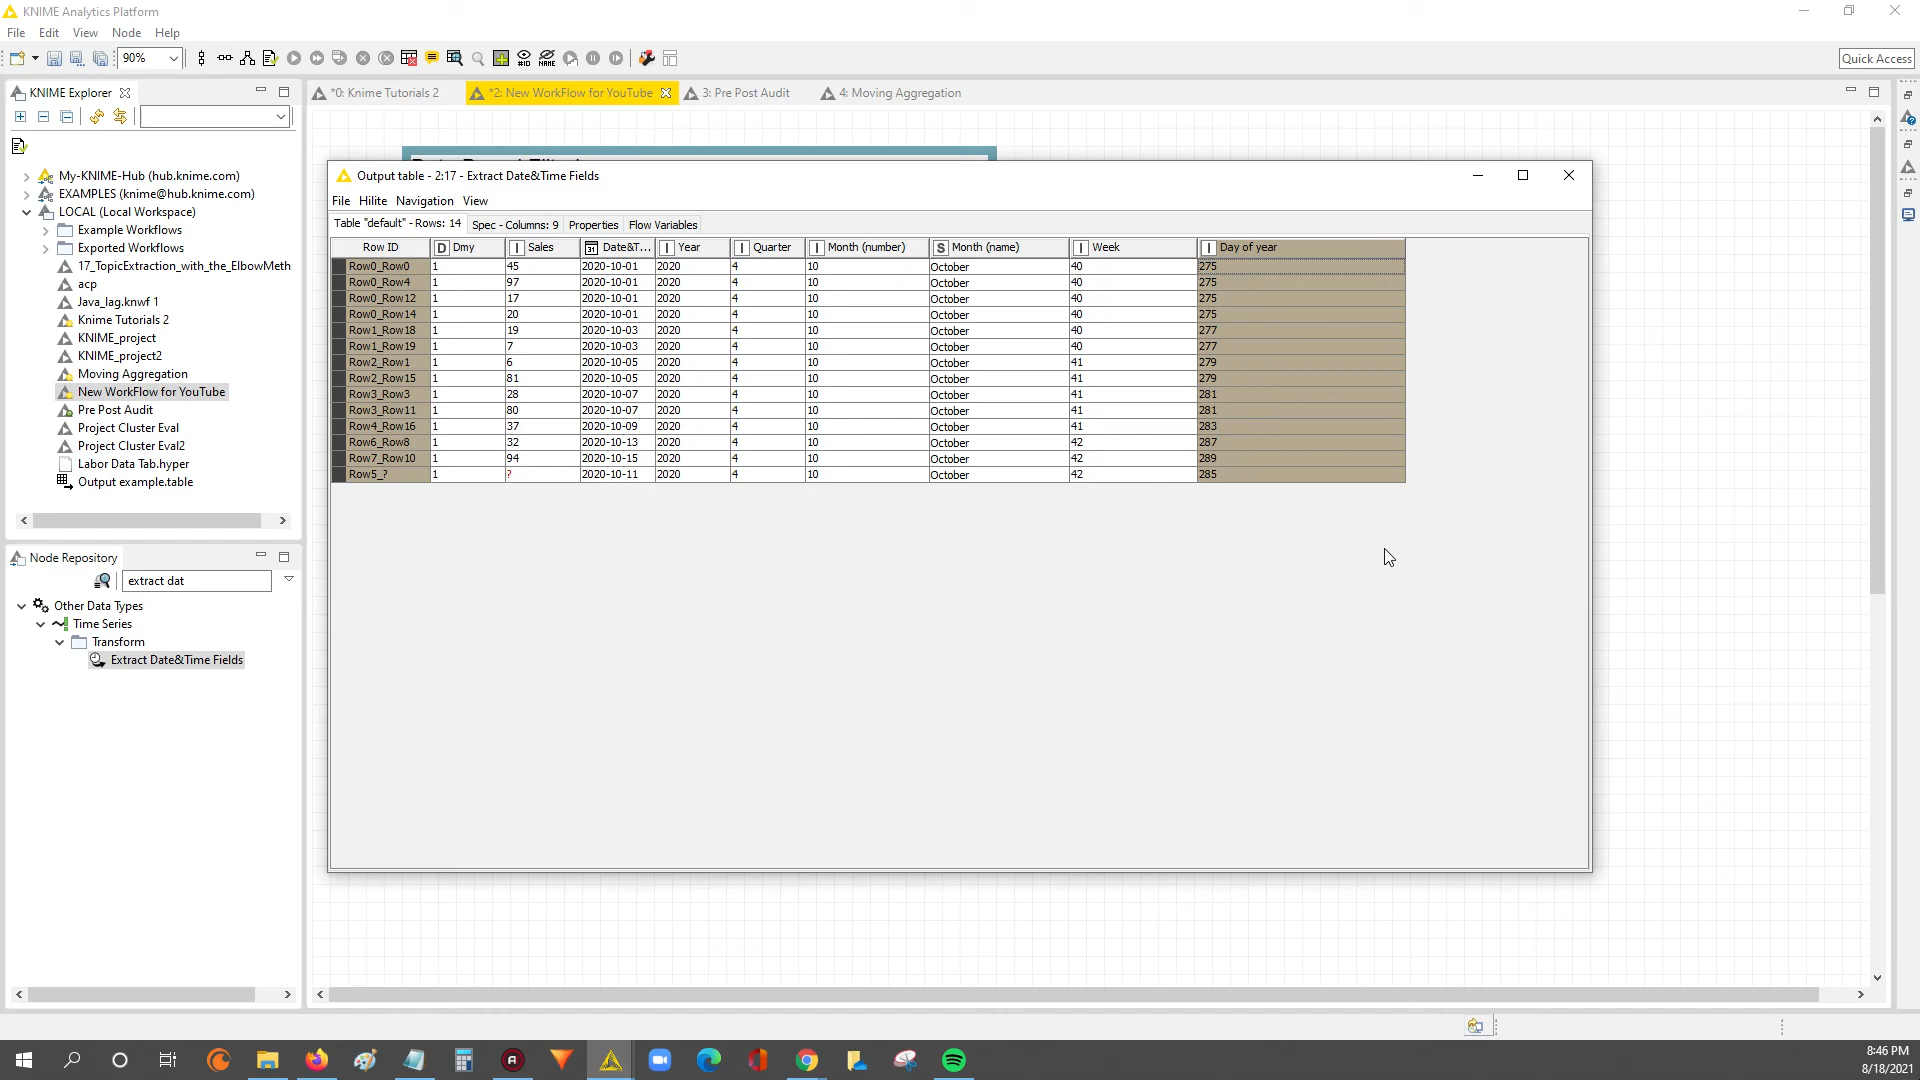 KNIME Analytics Platform
File Edit View Node Help
90%
Quick Access
KNIME Explorer
*0: Knime Tutorials 2
*2: New WorkFlow for YouTube
3: Pre Post Audit
4: Moving Aggregation
My-KNIME-Hub (hub.knime.com)
EXAMPLES (knime@hub.knime.com)
LOCAL (Local Workspace)
Example Workflows
Exported Workflows
17_TopicExtraction_with_the_ElbowMeth
acp
Java_lag.knwf 1
Knime Tutorials 2
KNIME_project
KNIME_project2
Moving Aggregation
New WorkFlow for YouTube
Pre Post Audit
Project Cluster Eval
Project Cluster Eval2
Labor Data Tab.hyper
Output example.table
Node Repository
extract dat
Other Data Types
Time Series
Transform
Extract Date&Time Fields
Output table - 2:17 - Extract Date&Time Fields
File Hilite Navigation View
Table "default" - Rows: 14 Spec - Columns: 9 Properties Flow Variables
Row ID D Dmy I Sales 31 Date&T... I Year I Quarter I Month (number) S Month (name) I Week I Day of year
Row0_Row0 1 45 2020-10-01 2020 4 10 October 40 275
Row0_Row4 1 97 2020-10-01 2020 4 10 October 40 275
Row0_Row12 1 17 2020-10-01 2020 4 10 October 40 275
Row0_Row14 1 20 2020-10-01 2020 4 10 October 40 275
Row1_Row18 1 19 2020-10-03 2020 4 10 October 40 277
Row1_Row19 1 7 2020-10-03 2020 4 10 October 40 277
Row2_Row1 1 6 2020-10-05 2020 4 10 October 41 279
Row2_Row15 1 81 2020-10-05 2020 4 10 October 41 279
Row3_Row3 1 28 2020-10-07 2020 4 10 October 41 281
Row3_Row11 1 80 2020-10-07 2020 4 10 October 41 281
Row4_Row16 1 37 2020-10-09 2020 4 10 October 41 283
Row6_Row8 1 32 2020-10-13 2020 4 10 October 42 287
Row7_Row10 1 94 2020-10-15 2020 4 10 October 42 289
Row5_? 1 ? 2020-10-11 2020 4 10 October 42 285
8:46 PM
8/18/2021